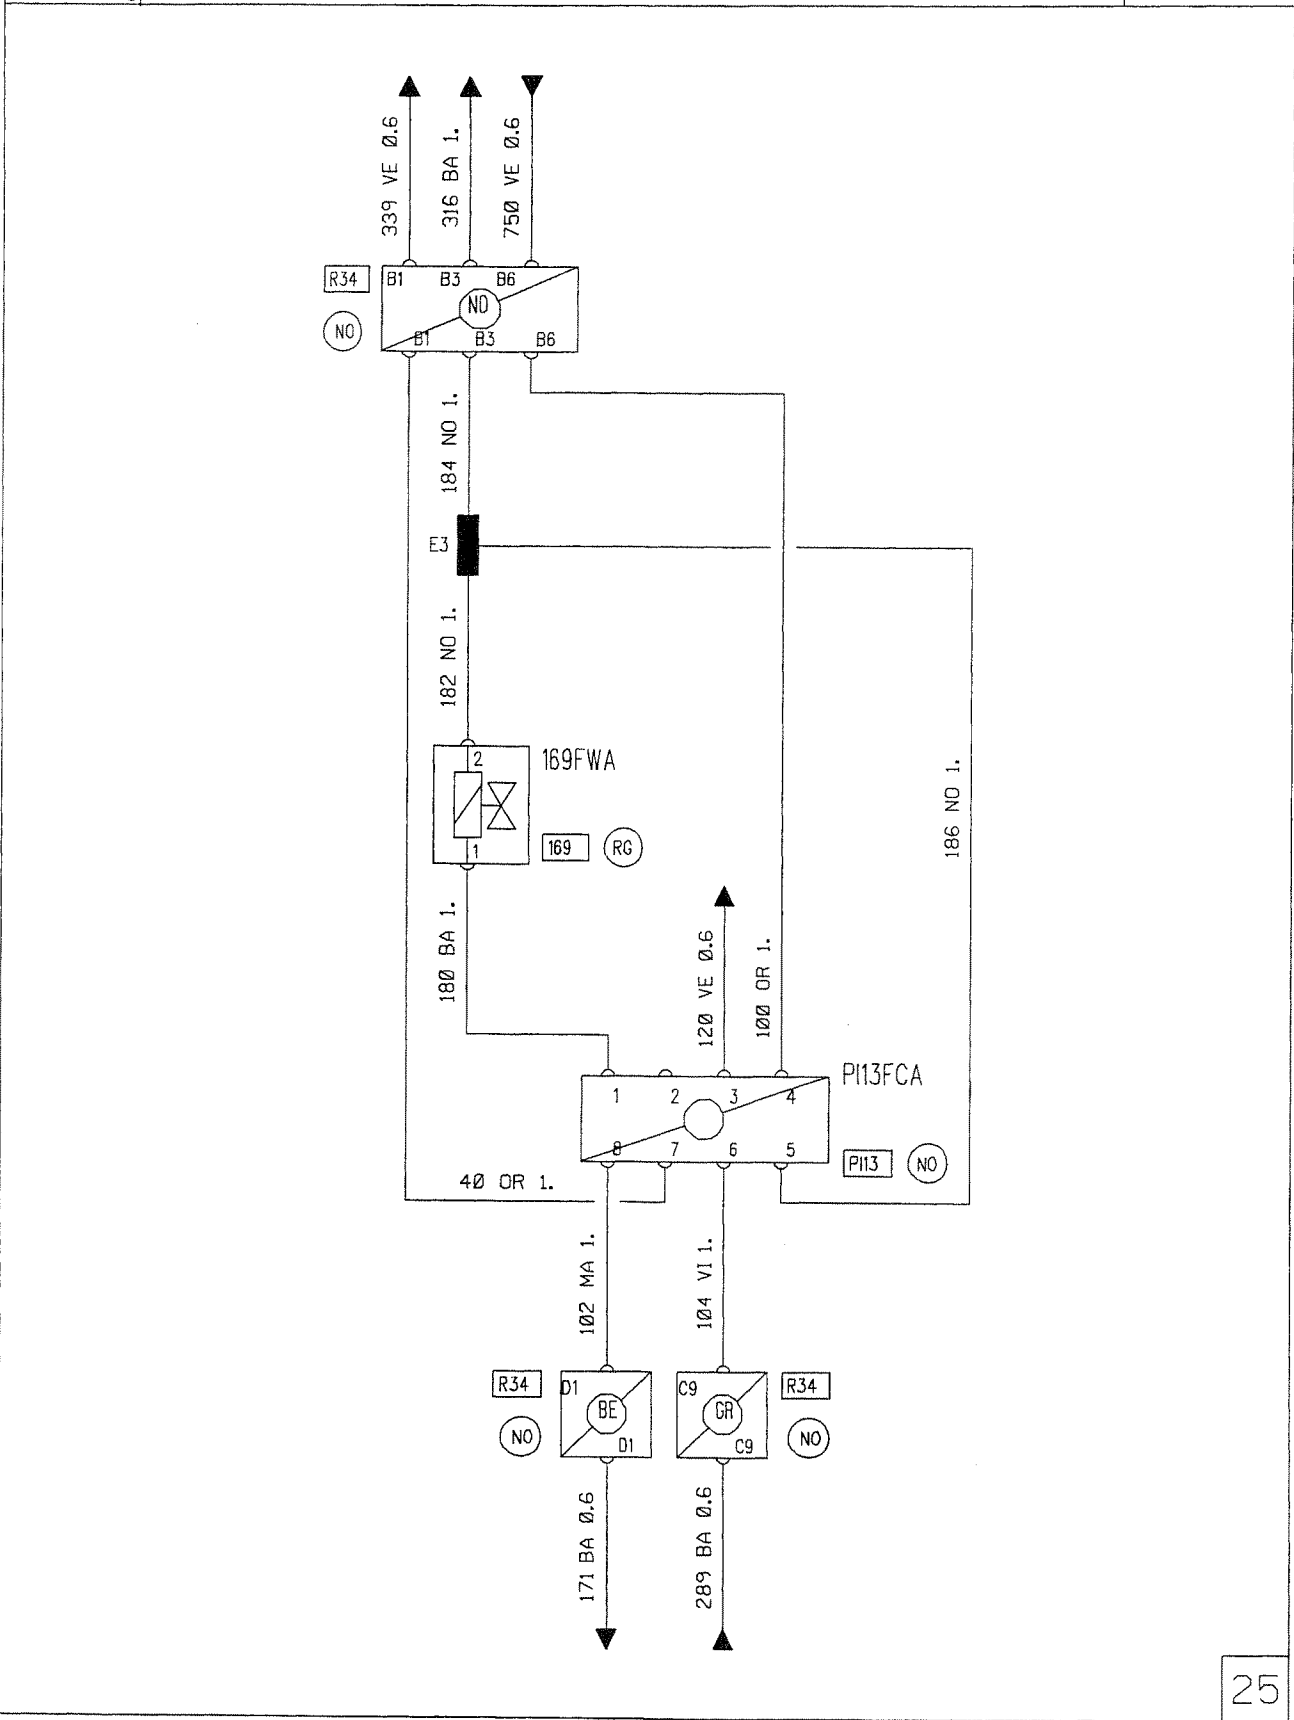 339 VE 0.6
316 BA 1.
750 VE 0.6
R34
B1 B3 B6
NO
NO
B1 B3 B6
184 NO 1.
E3
182 NO 1.
2
169FWA
186 NO 1.
1
169
RG
180 BA 1.
120 VE 0.6
100 OR 1.
PI13FCA
1 2 3 4
8 7 6 5
PI13
NO
40 OR 1.
102 MA 1.
104 VI 1.
R34
D1
BE
D1
NO
C9
GR
C9
R34
NO
171 BA 0.6
289 BA 0.6
25